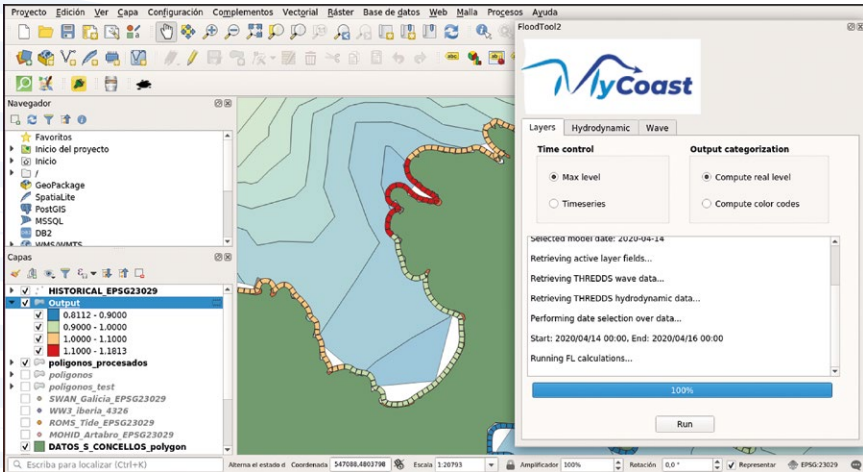 Proyecto Edición Ver Capa Configuración Complementos Vectorial Ráster Base de datos Web Malla Procesos Ayuda
FloodTool2
MyCoast
Navegador
Favoritos
Inicio del proyecto
Inicio
/
GeoPackage
SpatiaLite
PostGIS
MSSQL
DB2
WMS/WMTS
Capas
HISTORICAL_EPSG23029
Output
0.8112 - 0.9000
0.9000 - 1.0000
1.0000 - 1.1000
1.1000 - 1.1813
poligonos_procesados
poligonos
poligonos_test
SWAN_Galicia_EPSG23029
WW3_iberia_4326
ROMS_Tide_EPSG23029
MOHID_Artabro_EPSG23029
DATOS_S_CONCELLOS_polygon
Layers Hydrodynamic Wave
Time control
Max level
Timeseries
Output categorization
Compute real level
Compute color codes
Selected model date: 2020-04-14
Retrieving active layer fields...
Retrieving THREDDS wave data...
Retrieving THREDDS hydrodynamic data...
Performing date selection over data...
Start: 2020/04/14 00:00, End: 2020/04/16 00:00
Running FL calculations...
100%
Run
Escriba para localizar (Ctrl+K)
Alterna el estado d Coordenada 547088,4803798 Escala 1:20793 Amplificador 100% Rotación 0,0 ° Representar EPSG:23029